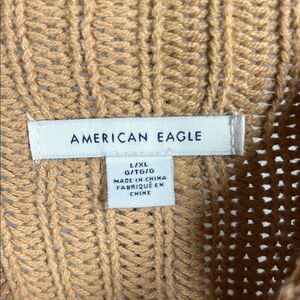 AMERICAN EAGLE
L/XL
G/TG/G
MADE IN CHINA
FABRIQUÉ EN
CHINE